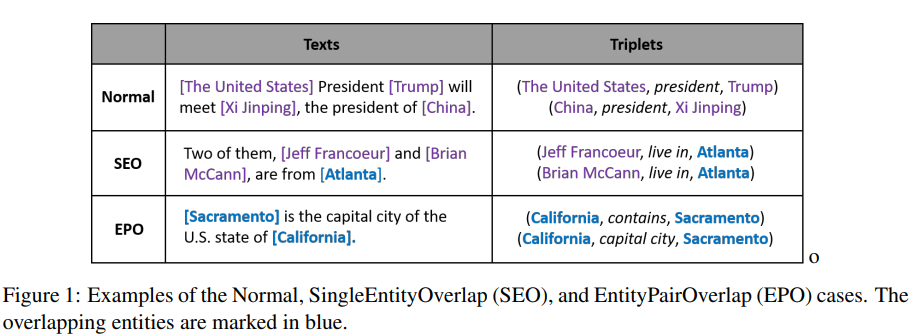 Texts Triplets
Normal [The United States] President [Trump] will (The United States, president, Trump)
meet [Xi Jinping], the president of [China]. (China, president, Xi Jinping)
SEO Two of them, [Jeff Francoeur] and [Brian (Jeff Francoeur, live in, Atlanta)
McCann], are from [Atlanta]. (Brian McCann, live in, Atlanta)
EPO [Sacramento] is the capital city of the (California, contains, Sacramento)
U.S. state of [California]. (California, capital city, Sacramento)
o
Figure 1: Examples of the Normal, SingleEntityOverlap (SEO), and EntityPairOverlap (EPO) cases. The
overlapping entities are marked in blue.